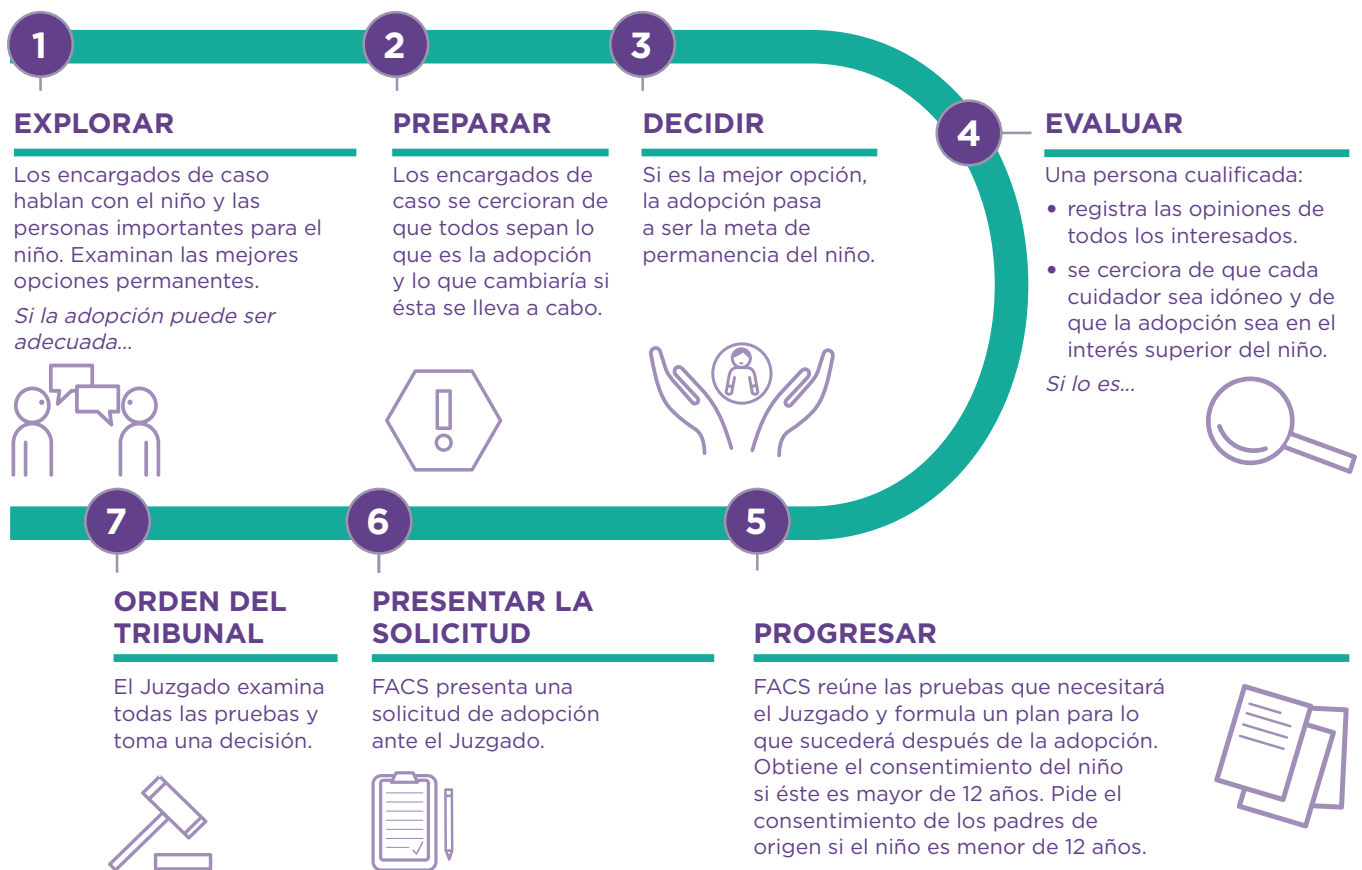 1
EXPLORAR
Los encargados de caso
hablan con el niño y las
personas importantes para el
niño. Examinan las mejores
opciones permanentes.
Si la adopción puede ser
adecuada...
2
PREPARAR
Los encargados de
caso se cercioran de
que todos sepan lo
que es la adopción
y lo que cambiaría si
ésta se lleva a cabo.
3
DECIDIR
Si es la mejor opción,
la adopción pasa
a ser la meta de
permanencia del niño.
4
EVALUAR
Una persona cualificada:
• registra las opiniones de
todos los interesados.
• se cerciora de que cada
cuidador sea idóneo y de
que la adopción sea en el
interés superior del niño.
Si lo es...
5
PROGRESAR
FACS reúne las pruebas que necesitará
el Juzgado y formula un plan para lo
que sucederá después de la adopción.
Obtiene el consentimiento del niño
si éste es mayor de 12 años. Pide el
consentimiento de los padres de
origen si el niño es menor de 12 años.
6
PRESENTAR LA
SOLICITUD
FACS presenta una
solicitud de adopción
ante el Juzgado.
7
ORDEN DEL
TRIBUNAL
El Juzgado examina
todas las pruebas y
toma una decisión.